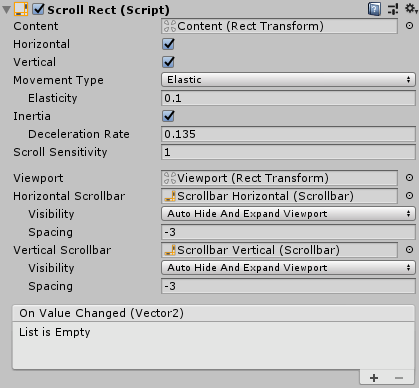 Scroll Rect (Script)
Content Content (Rect Transform)
Horizontal
Vertical
Movement Type Elastic
Elasticity 0.1
Inertia
Deceleration Rate 0.135
Scroll Sensitivity 1
Viewport Viewport (Rect Transform)
Horizontal Scrollbar Scrollbar Horizontal (Scrollbar)
Visibility Auto Hide And Expand Viewport
Spacing -3
Vertical Scrollbar Scrollbar Vertical (Scrollbar)
Visibility Auto Hide And Expand Viewport
Spacing -3
On Value Changed (Vector2)
List is Empty